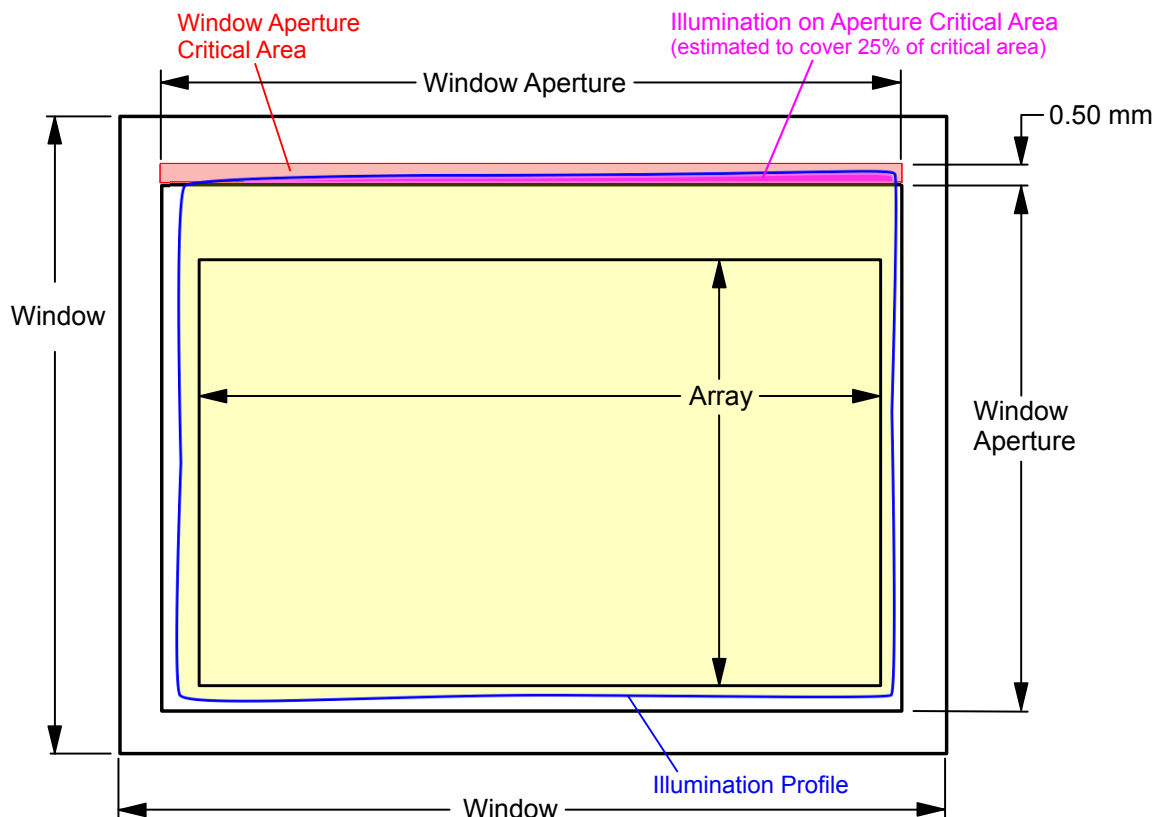 Window Aperture
Critical Area
Illumination on Aperture Critical Area
(estimated to cover 25% of critical area)
Window Aperture
0.50 mm
Window
Array
Window
Aperture
Illumination Profile
Window